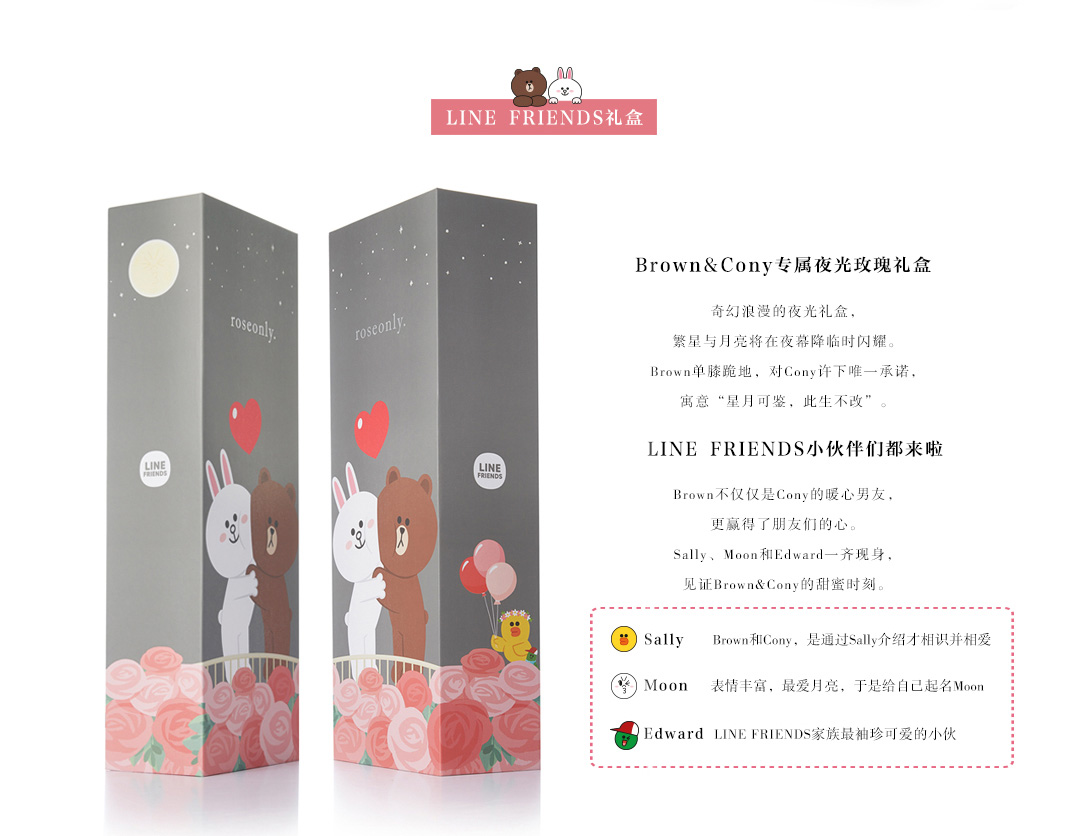 LINE FRIENDS礼盒
roseonly.
roseonly.
LINE
FRIENDS
LINE
FRIENDS
Brown&Cony专属夜光玫瑰礼盒
奇幻浪漫的夜光礼盒，
繁星与月亮将在夜幕降临时闪耀。
Brown单膝跪地，对Cony许下唯一承诺，
寓意“星月可鉴，此生不改”。
LINE FRIENDS小伙伴们都来啦
Brown不仅仅是Cony的暖心男友，
更赢得了朋友们的心。
Sally、Moon和Edward一齐现身，
见证Brown&Cony的甜蜜时刻。
Sally Brown和Cony，是通过Sally介绍才相识并相爱
Moon 表情丰富，最爱月亮，于是给自己起名Moon
Edward LINE FRIENDS家族最袖珍可爱的小伙